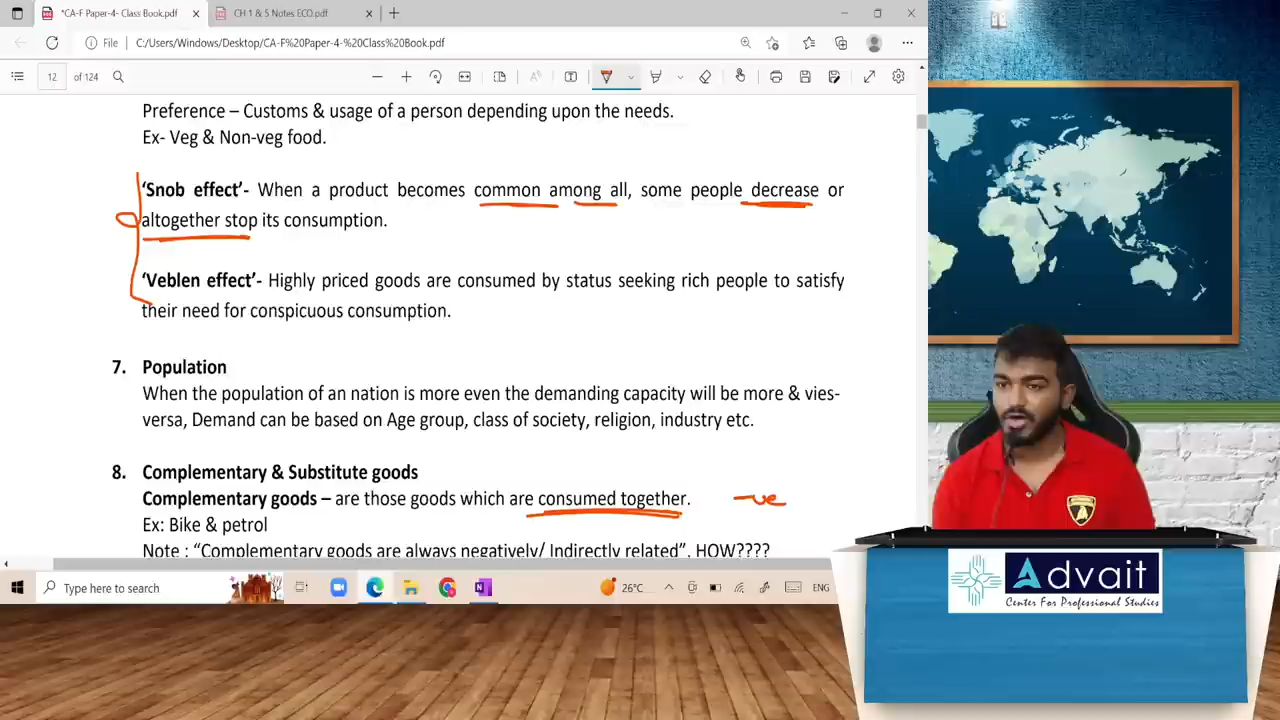 *CA-F Paper-4- Class Book.pdf
CH 1 & 5 Notes ECO.pdf
File
C:/Users/Windows/Desktop/CA-F%20Paper-4-%20Class%20Book.pdf
12 of 124
Preference – Customs & usage of a person depending upon the needs.
Ex- Veg & Non-veg food.
‘Snob effect’- When a product becomes common among all, some people decrease or
altogether stop its consumption.
‘Veblen effect’- Highly priced goods are consumed by status seeking rich people to satisfy
their need for conspicuous consumption.
7. Population
When the population of an nation is more even the demanding capacity will be more & vies-
versa, Demand can be based on Age group, class of society, religion, industry etc.
8. Complementary & Substitute goods
Complementary goods – are those goods which are consumed together. -ve
Ex: Bike & petrol
Note : “Complementary goods are always negatively/ Indirectly related”. HOW????
Type here to search
26°C
ENG
Advait
Center For Professional Studies